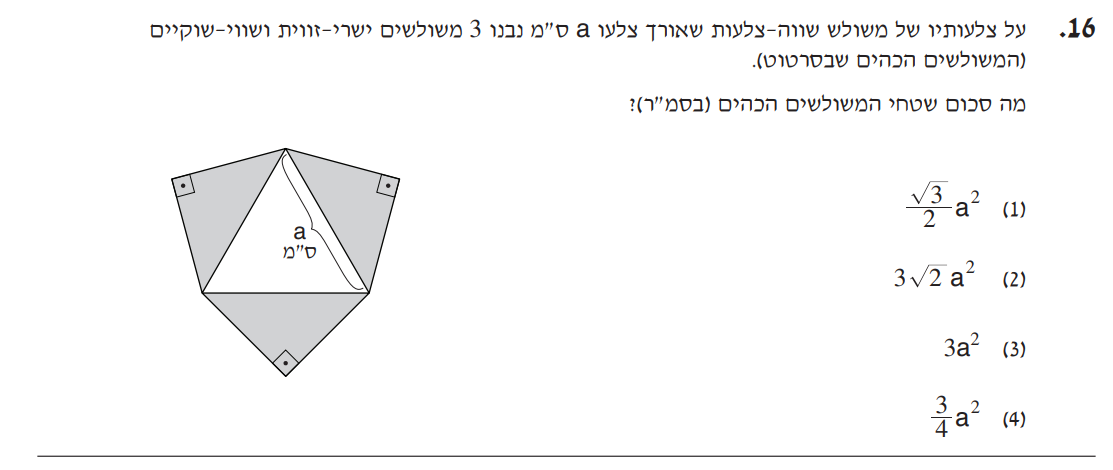 16. על צלעותיו של משולש שווה-צלעות שאורך צלעו a ס"מ נבנו 3 משולשים ישרי-זווית ושווי-שוקיים
(המשולשים הכהים שבסרטוט).
מה סכום שטחי המשולשים הכהים (בסמ"ר)?
a
ס"מ
(1) $\frac{\sqrt{3}}{2}a^2$
(2) $3\sqrt{2}a^2$
(3) $3a^2$
(4) $\frac{3}{4}a^2$